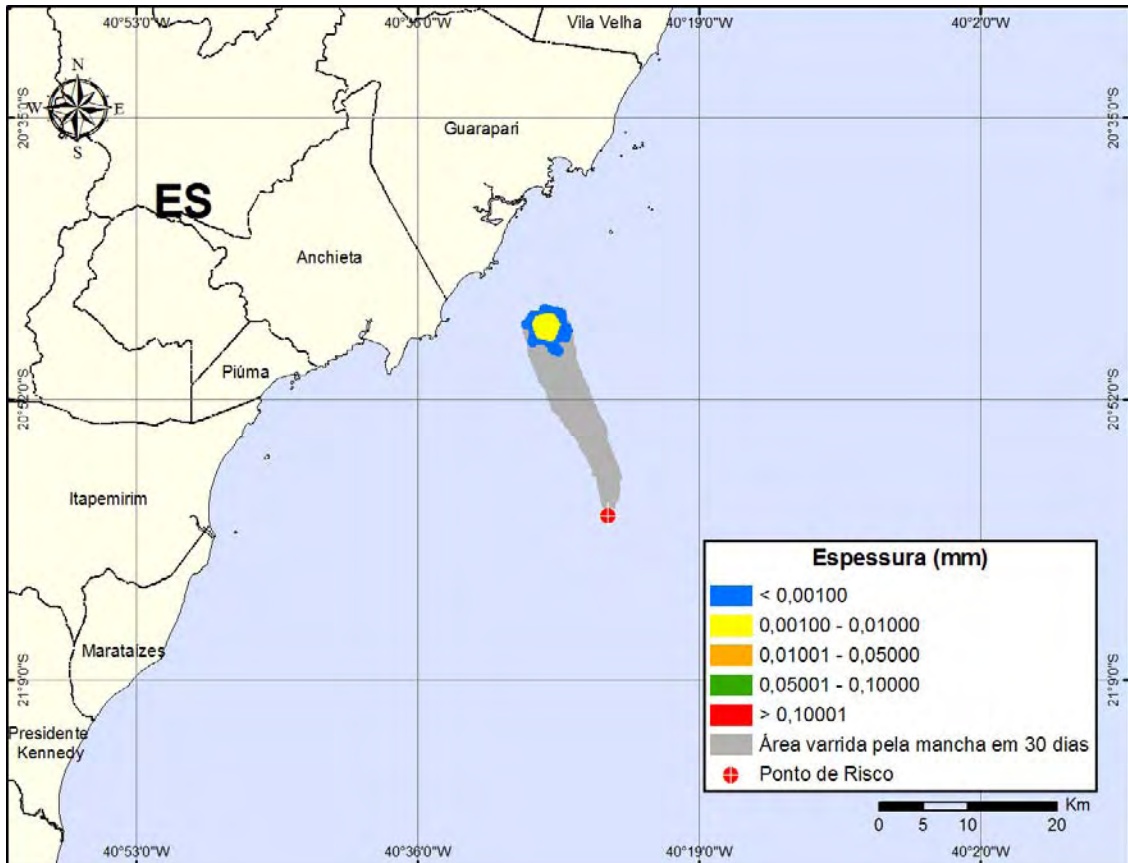 40°53'0"W
40°36'0"W
40°19'0"W
40°2'0"W
Vila Velha
N
W
E
S
20°35'0"S
20°35'0"S
Guarapari
ES
Anchieta
Piúma
20°52'0"S
20°52'0"S
Itapemirim
Marataízes
21°9'0"S
21°9'0"S
Presidente
Kennedy
Espessura (mm)
< 0,00100
0,00100 - 0,01000
0,01001 - 0,05000
0,05001 - 0,10000
> 0,10001
Área varrida pela mancha em 30 dias
Ponto de Risco
Km
0 5 10 20
40°53'0"W
40°36'0"W
40°19'0"W
40°2'0"W